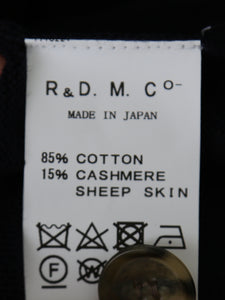 R & D. M. Co-
MADE IN JAPAN
85% COTTON
15% CASHMERE
SHEEP SKIN
F W